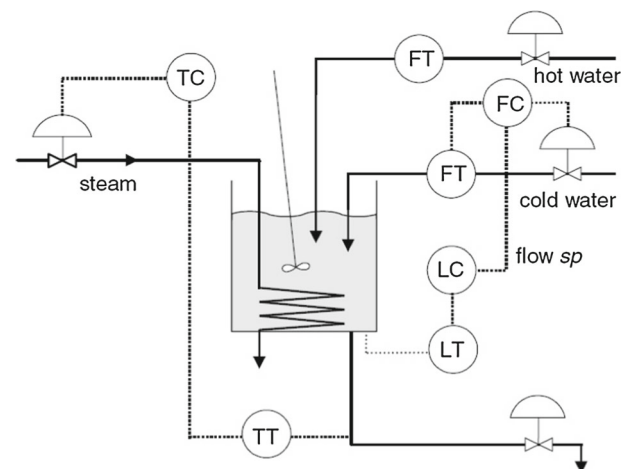 FT
hot water
TC
FC
FT
steam
cold water
flow sp
LC
LT
TT